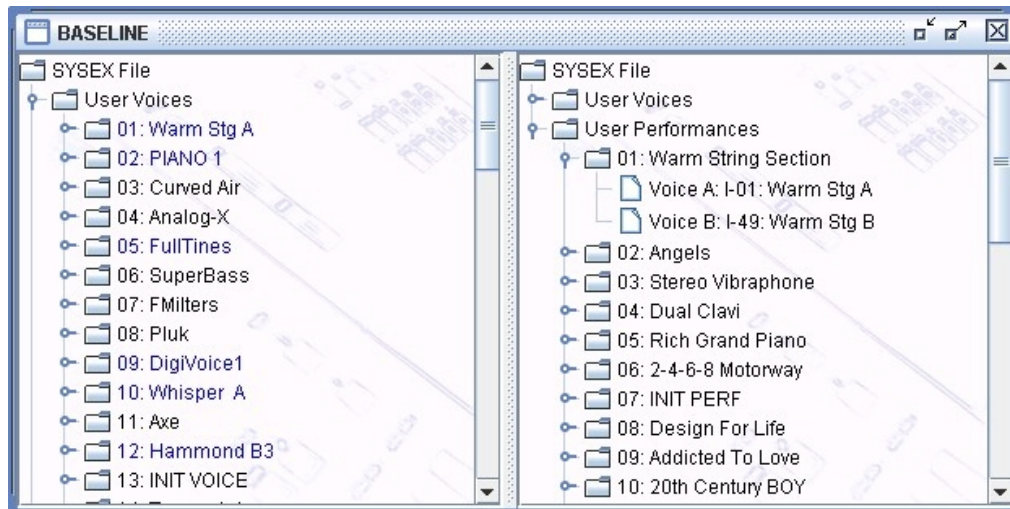 BASELINE
SYSEX File
User Voices
01: Warm Stg A
02: PIANO 1
03: Curved Air
04: Analog-X
05: FullTines
06: SuperBass
07: FMilters
08: Pluk
09: DigiVoice1
10: Whisper A
11: Axe
12: Hammond B3
13: INIT VOICE
SYSEX File
User Voices
User Performances
01: Warm String Section
Voice A: I-01: Warm Stg A
Voice B: I-49: Warm Stg B
02: Angels
03: Stereo Vibraphone
04: Dual Clavi
05: Rich Grand Piano
06: 2-4-6-8 Motorway
07: INIT PERF
08: Design For Life
09: Addicted To Love
10: 20th Century BOY